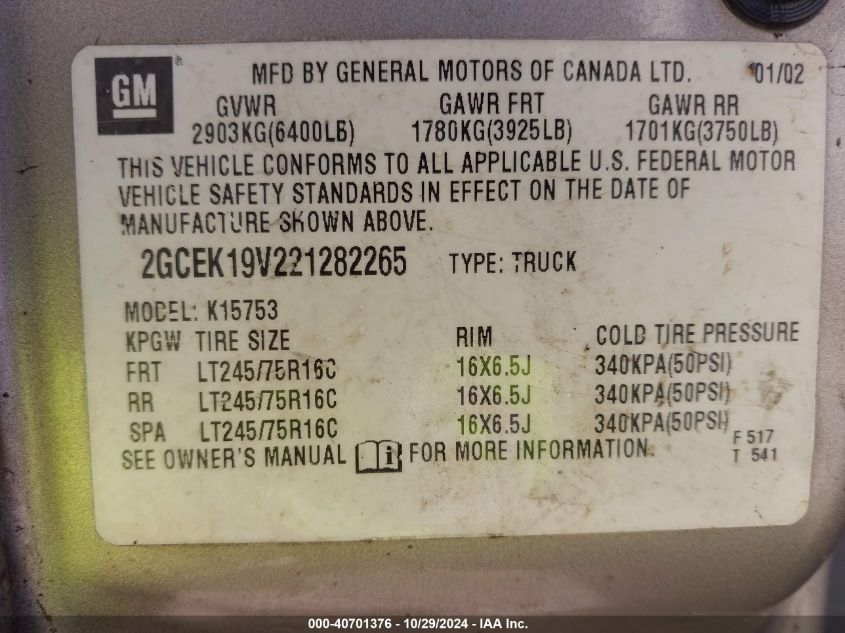 GM ®
MFD BY GENERAL MOTORS OF CANADA LTD. 01/02
GVWR GAWR FRT GAWR RR
2903KG(6400LB) 1780KG(3925LB) 1701KG(3750LB)
THIS VEHICLE CONFORMS TO ALL APPLICABLE U.S. FEDERAL MOTOR
VEHICLE SAFETY STANDARDS IN EFFECT ON THE DATE OF
MANUFACTURE SHOWN ABOVE.
2GCEK19V221282265 TYPE: TRUCK
MODEL: K15753
KPGW TIRE SIZE RIM COLD TIRE PRESSURE
FRT LT245/75R16C 16X6.5J 340KPA(50PSI)
RR LT245/75R16C 16X6.5J 340KPA(50PSI)
SPA LT245/75R16C 16X6.5J 340KPA(50PSI)
SEE OWNER'S MANUAL i FOR MORE INFORMATION.
F 517
T 541
000-40701376 - 10/29/2024 - IAA Inc.